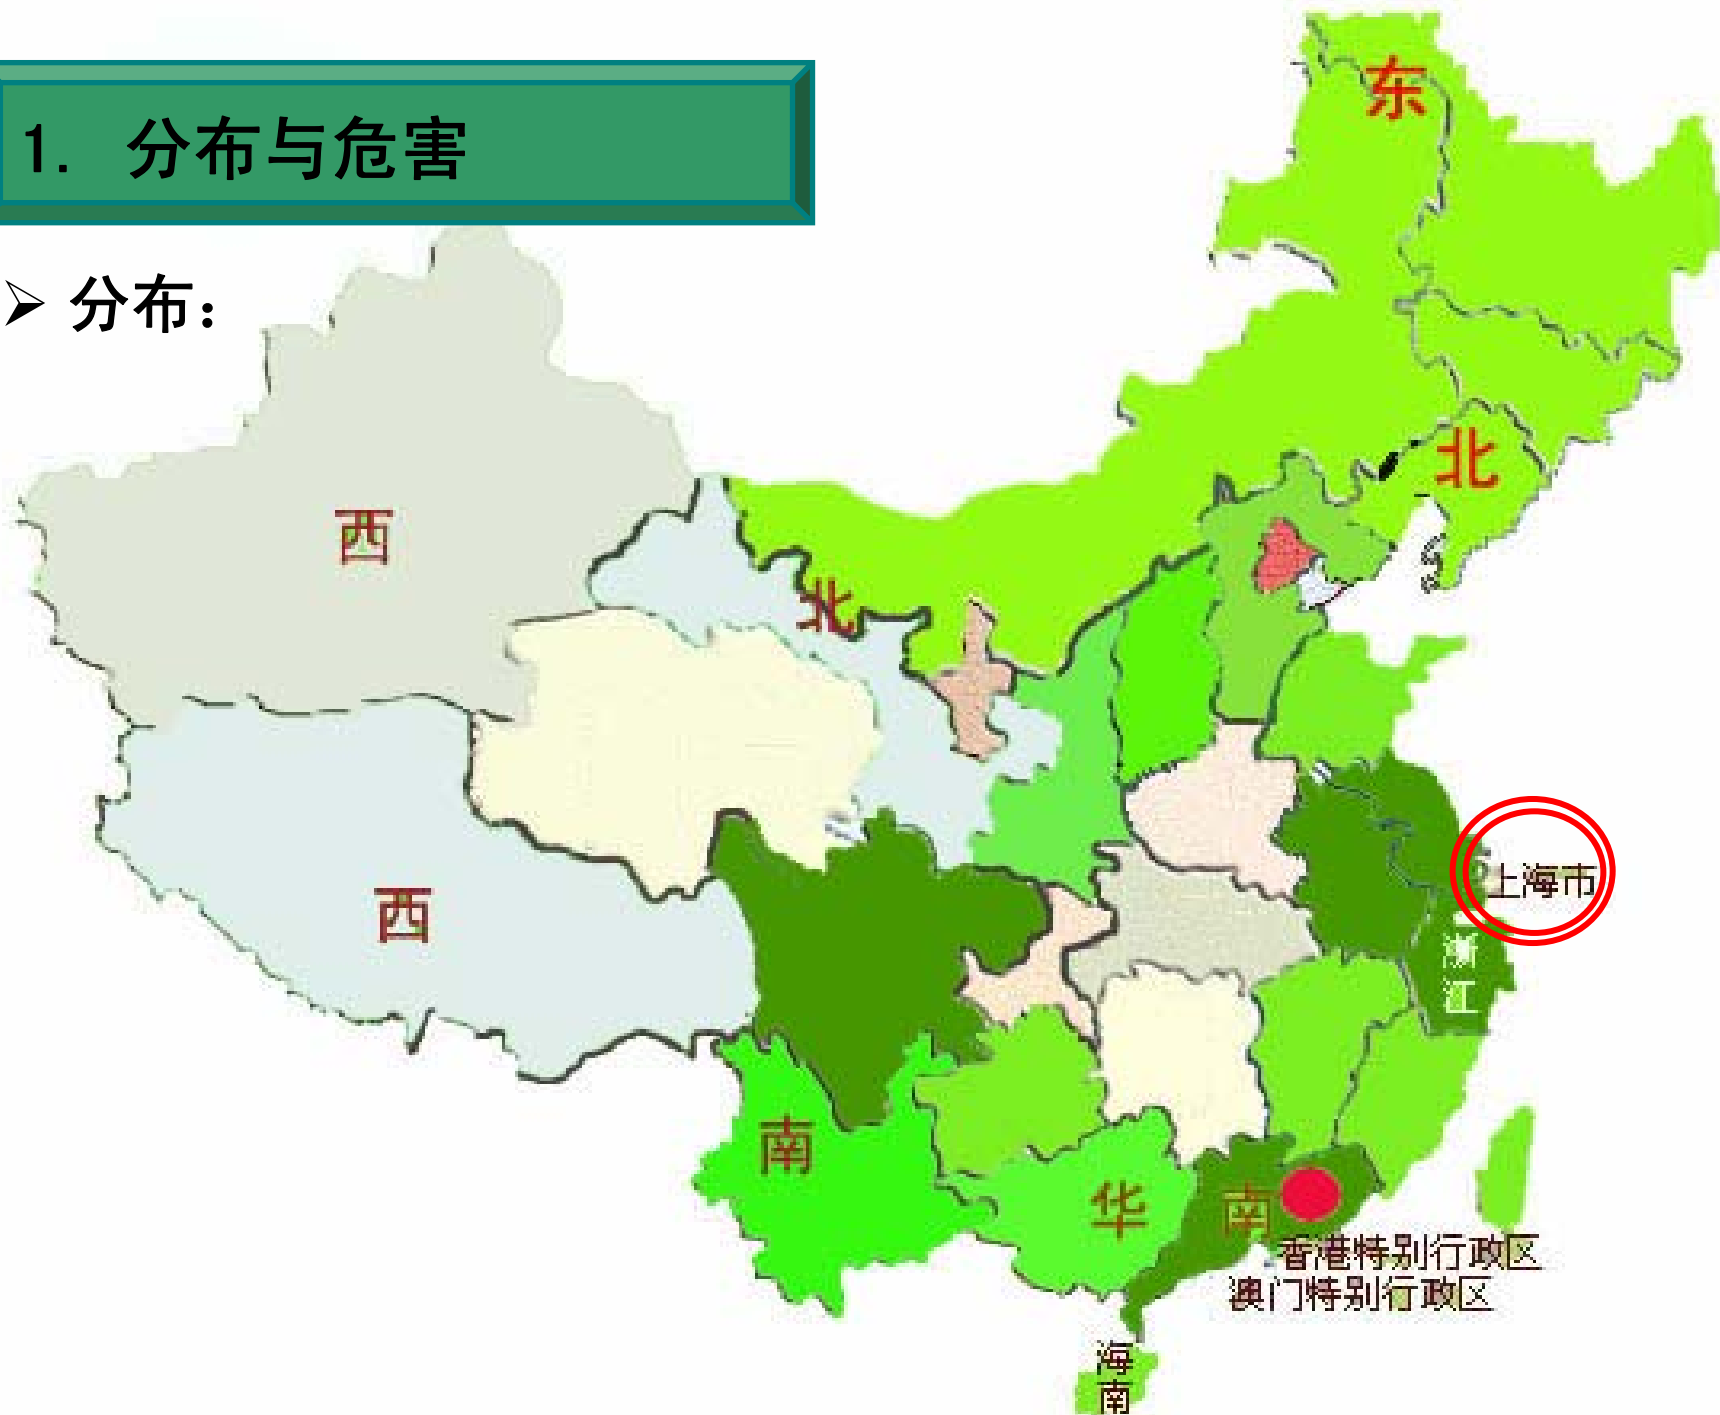 1. 分布与危害
➢ 分布：
东
北
西
北
西
南
华 南
上海市
浙
江
香港特别行政区
澳门特别行政区
海
南